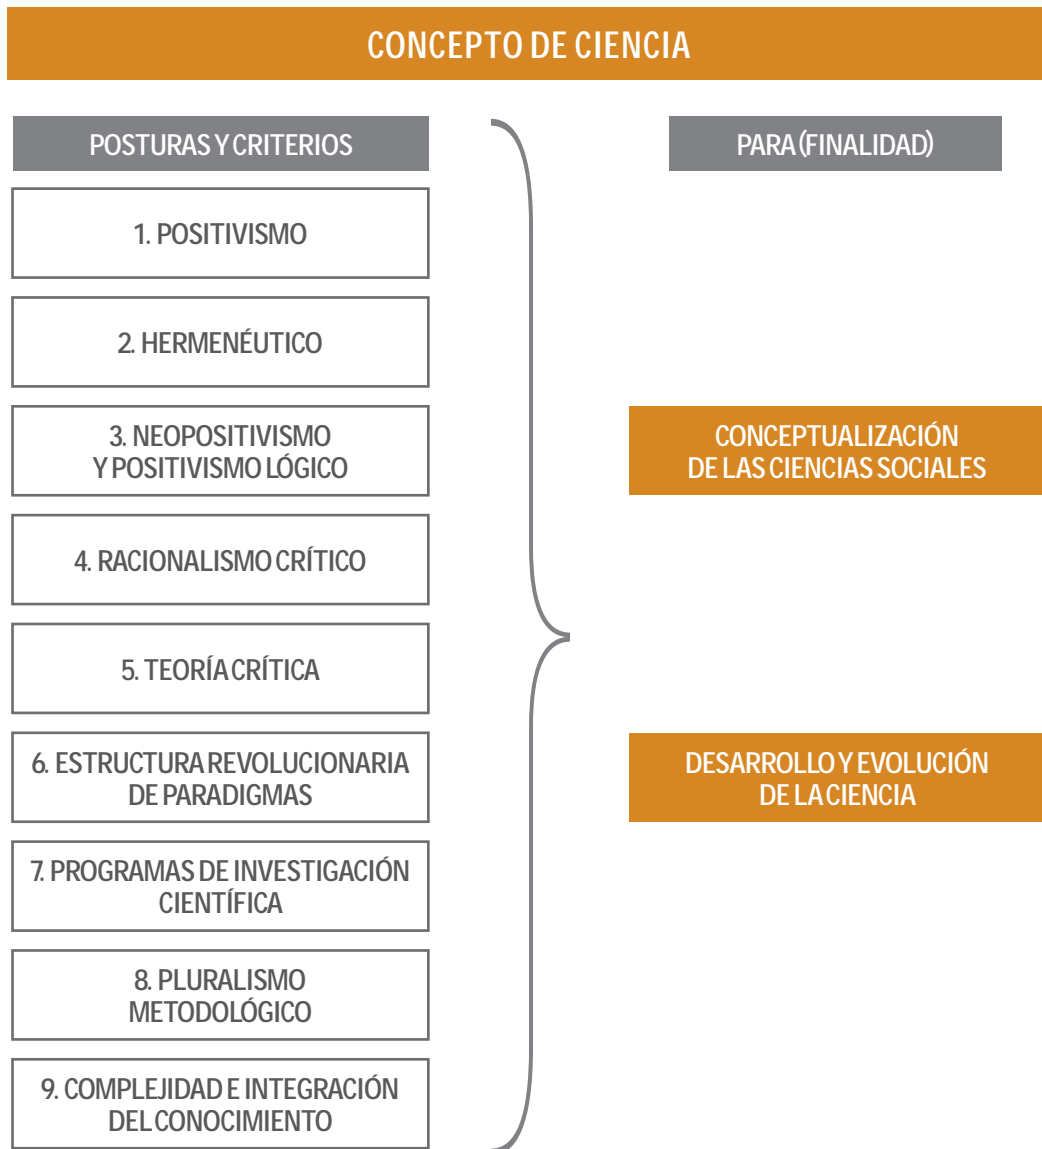 CONCEPTO DE CIENCIA
POSTURAS Y CRITERIOS
1. POSITIVISMO
2. HERMENÉUTICO
3. NEOPOSITIVISMO
Y POSITIVISMO LÓGICO
4. RACIONALISMO CRÍTICO
5. TEORÍA CRÍTICA
6. ESTRUCTURA REVOLUCIONARIA
DE PARADIGMAS
7. PROGRAMAS DE INVESTIGACIÓN
CIENTÍFICA
8. PLURALISMO
METODOLÓGICO
9. COMPLEJIDAD E INTEGRACIÓN
DEL CONOCIMIENTO
PARA (FINALIDAD)
CONCEPTUALIZACIÓN
DE LAS CIENCIAS SOCIALES
DESARROLLO Y EVOLUCIÓN
DE LA CIENCIA